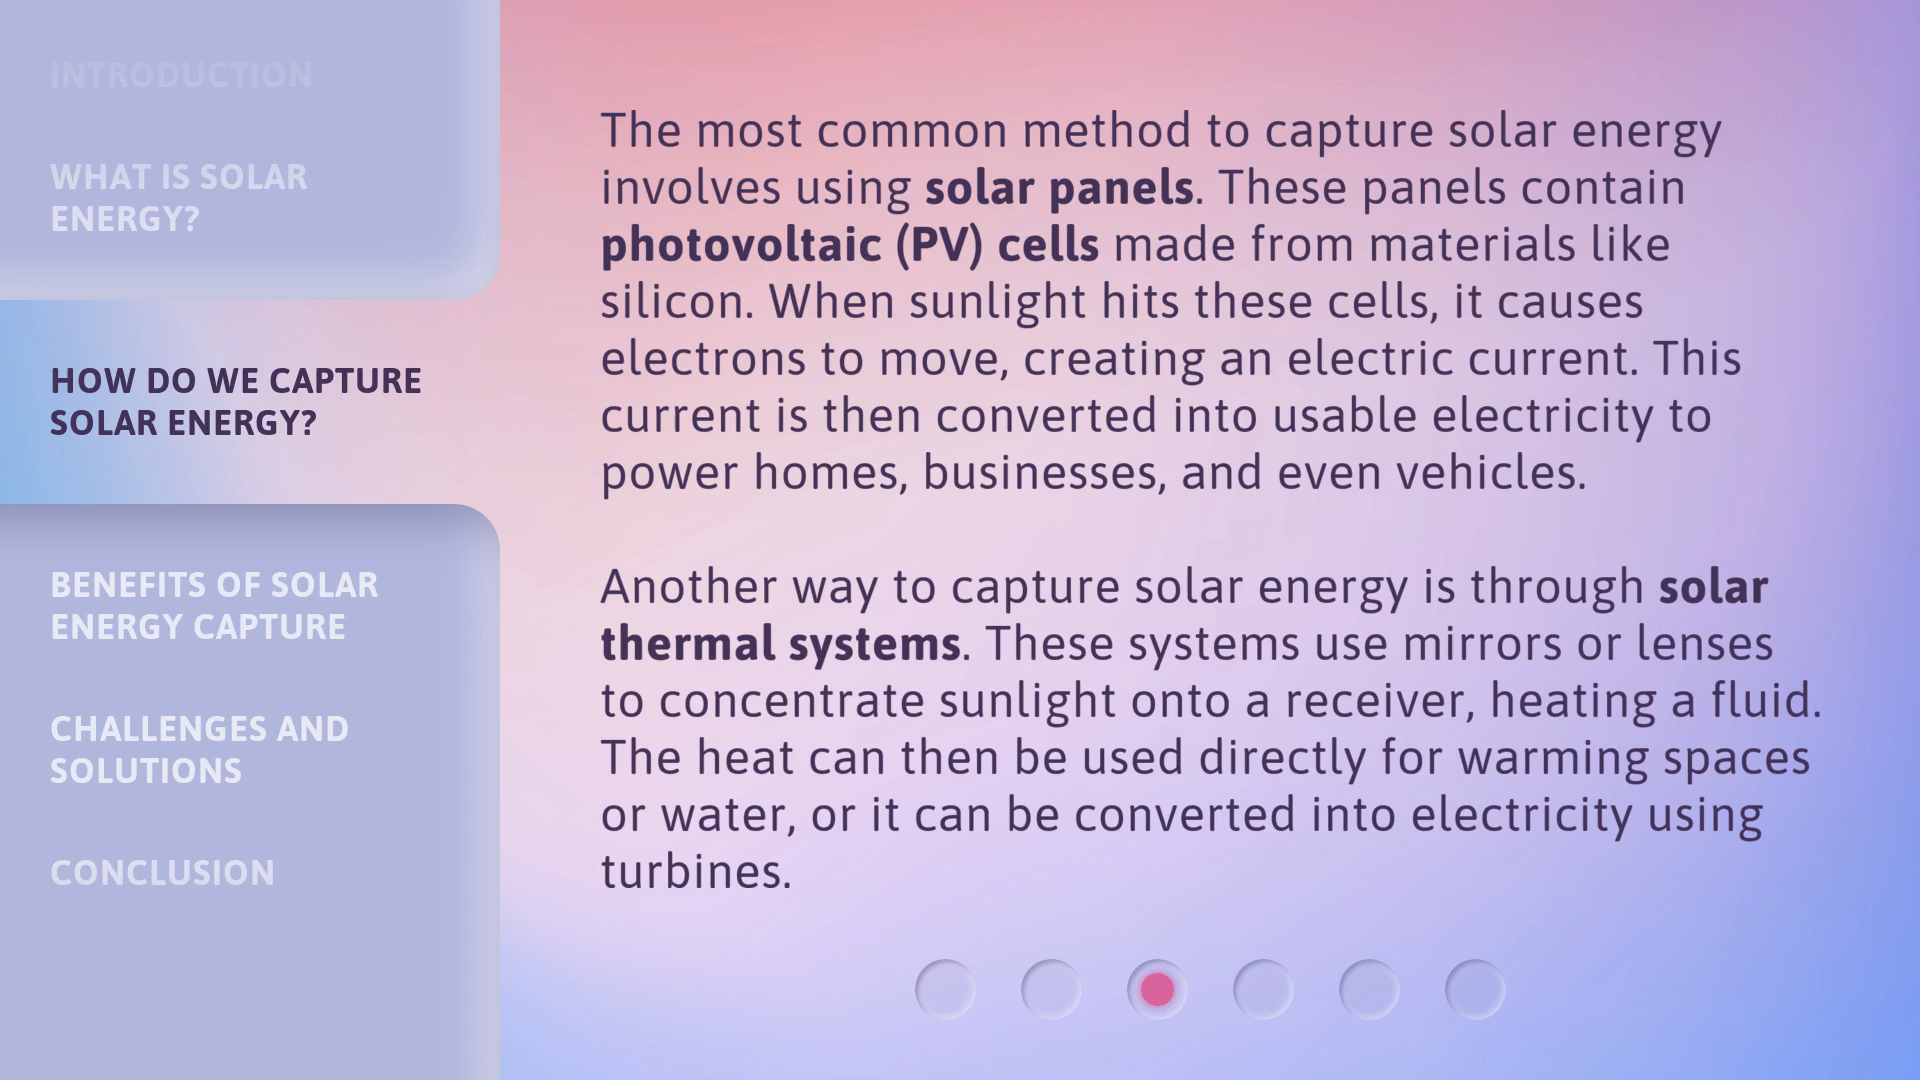 INTRODUCTION
WHAT IS SOLAR
ENERGY?
HOW DO WE CAPTURE
SOLAR ENERGY?
BENEFITS OF SOLAR
ENERGY CAPTURE
CHALLENGES AND
SOLUTIONS
CONCLUSION
The most common method to capture solar energy
involves using solar panels. These panels contain
photovoltaic (PV) cells made from materials like
silicon. When sunlight hits these cells, it causes
electrons to move, creating an electric current. This
current is then converted into usable electricity to
power homes, businesses, and even vehicles.
Another way to capture solar energy is through solar
thermal systems. These systems use mirrors or lenses
to concentrate sunlight onto a receiver, heating a fluid.
The heat can then be used directly for warming spaces
or water, or it can be converted into electricity using
turbines.